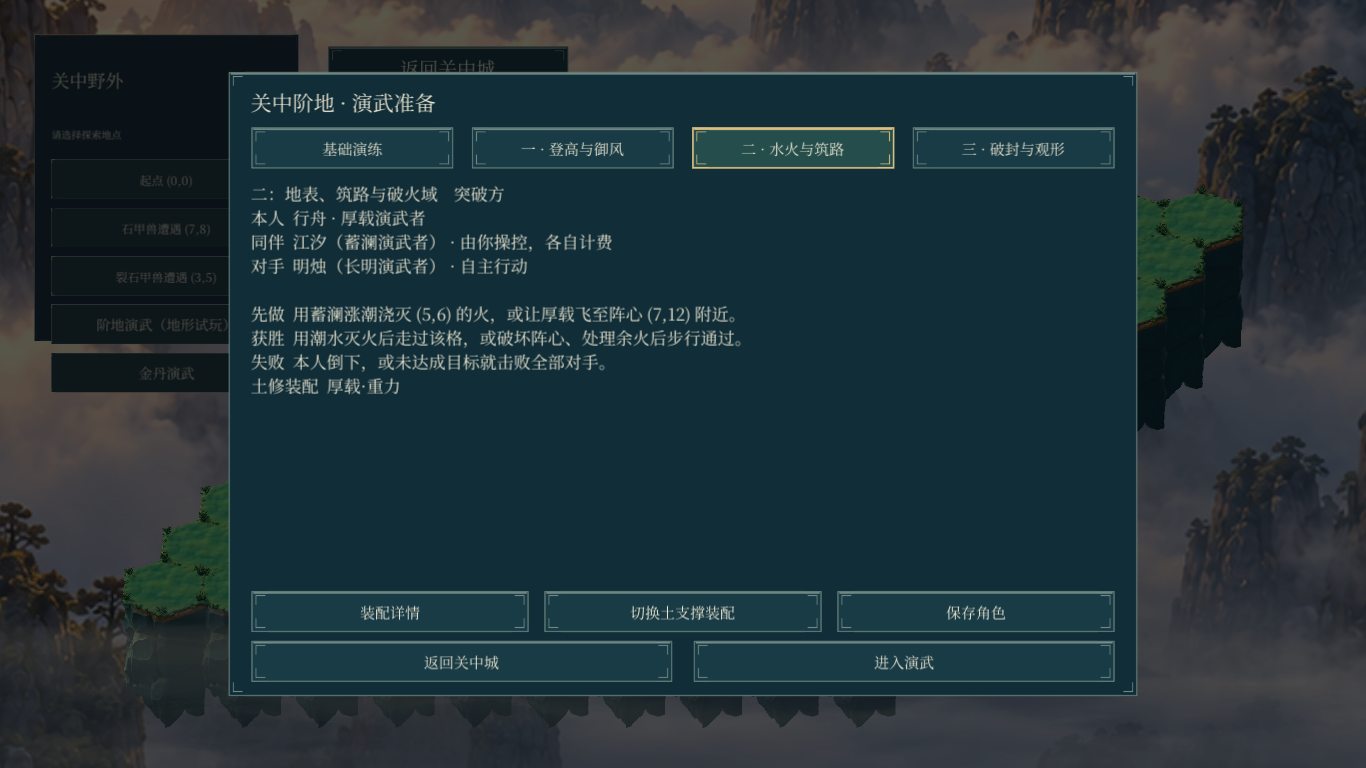 关中野外
请选择探索地点
起点 (0,0)
石甲兽遭遇 (7,8)
裂石甲兽遭遇 (3,5)
阶地演武（地形试玩）
金丹演武
返回关中城
关中阶地 · 演武准备
基础演练
一 · 登高与御风
二 · 水火与筑路
三 · 破封与观形
二：地表、筑路与破火域　突破方
本人 行舟 · 厚载演武者
同伴 江汐（蓄澜演武者） · 由你操控，各自计费
对手 明烛（长明演武者） · 自主行动
先做 用蓄澜涨潮浇灭 (5,6) 的火，或让厚载飞至阵心 (7,12) 附近。
获胜 用潮水灭火后走过该格，或破坏阵心、处理余火后步行通过。
失败 本人倒下，或未达成目标就击败全部对手。
土修装配 厚载·重力
装配详情
切换土支撑装配
保存角色
返回关中城
进入演武